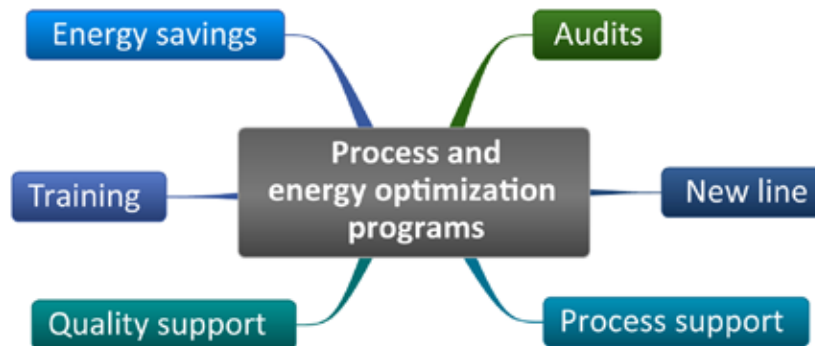 Energy savings
Audits
Process and
energy optimization
programs
Training
New line
Quality support
Process support